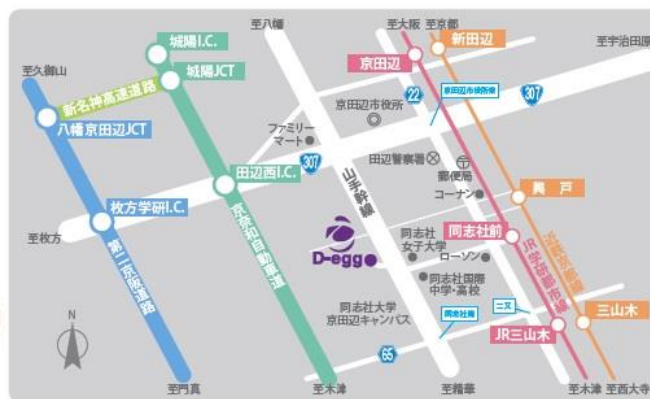 至八幡
至大阪
至京都
城陽I.C.
新田辺
至宇治田原
京田辺
至久御山
城陽JCT
新名神高速道路
22
京田辺市役所
京田辺市役所東
307
八幡京田辺JCT
ファミリー
マート
307
田辺警察署
田辺西I.C.
山手幹線
郵便局
コーナン
興戸
枚方学研I.C.
至枚方
第二京阪道路
京奈和自動車道
D-egg
同志社
女子大学
同志社前
ローソン
JR学研都市線
近鉄京都線
同志社国際
中学・高校
同志社大学
京田辺キャンパス
二又
三山木
JR三山木
N
65
至門真
至木津
至精華
至木津
至西大寺